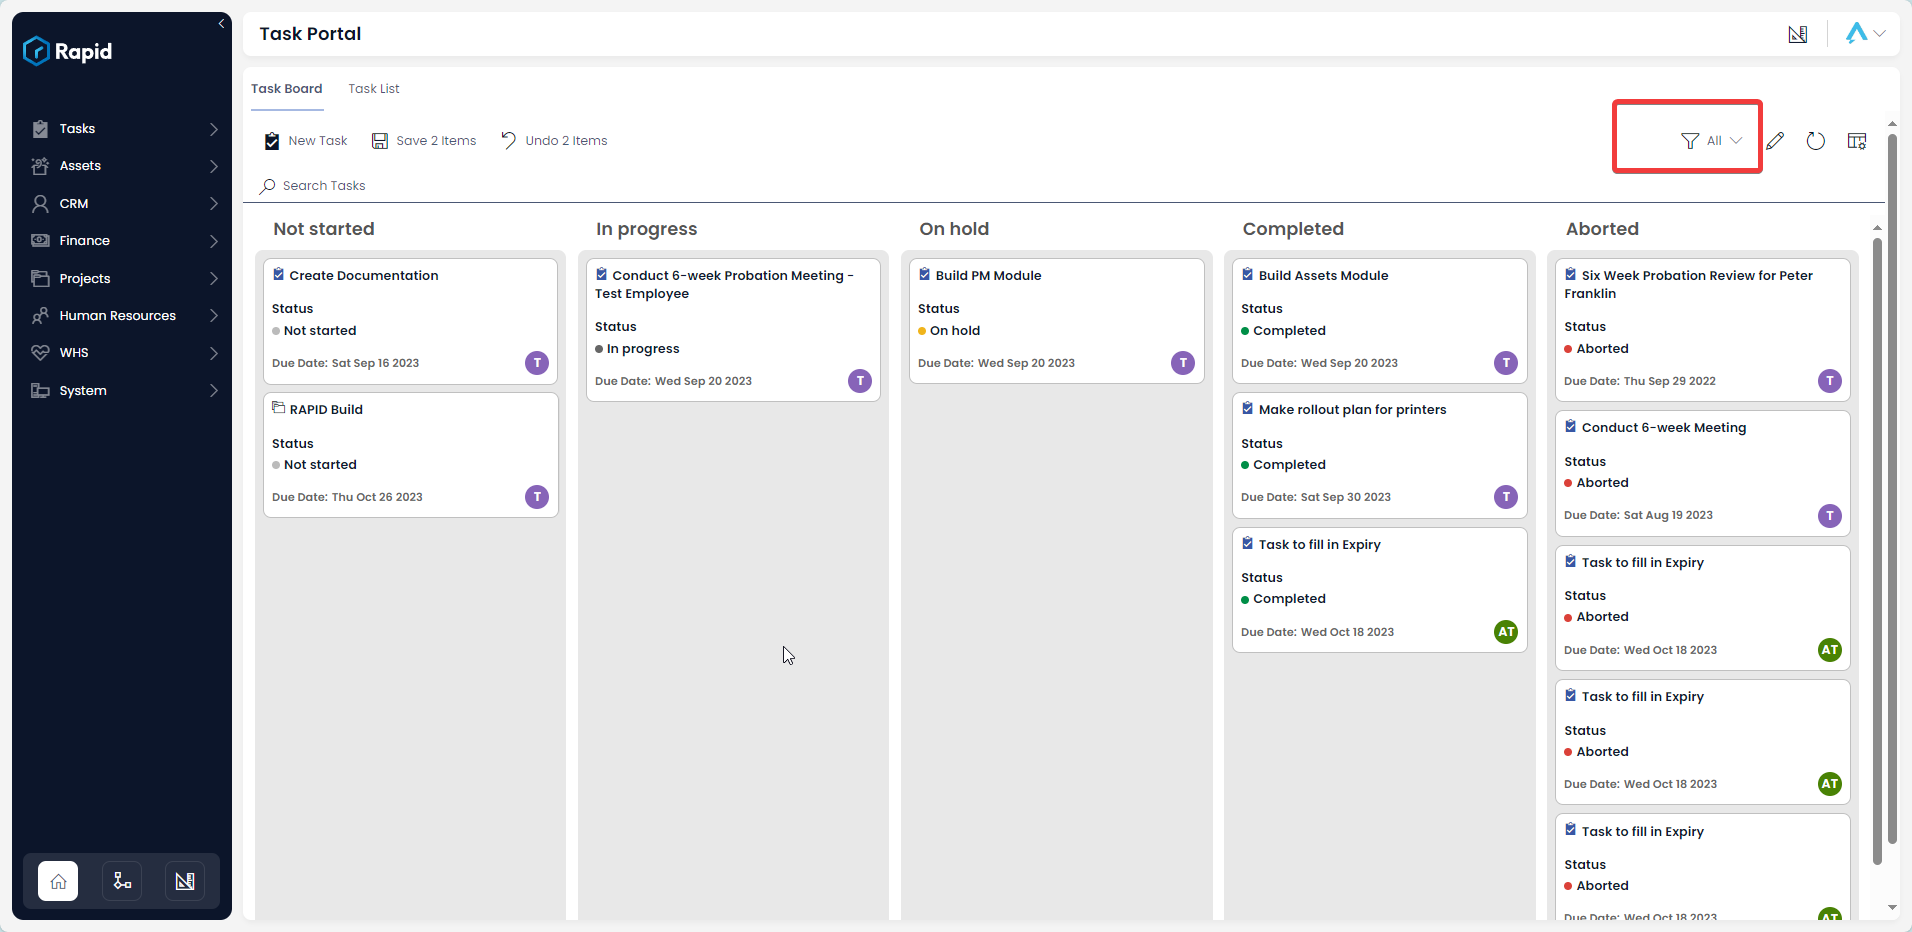 Rapid
Tasks
Assets
CRM
Finance
Projects
Human Resources
WHS
System
Task Portal
Task Board
Task List
New Task
Save 2 Items
Undo 2 Items
All
Search Tasks
Not started
Create Documentation
Status
Not started
Due Date: Sat Sep 16 2023
T
RAPID Build
Status
Not started
Due Date: Thu Oct 26 2023
T
In progress
Conduct 6-week Probation Meeting -
Test Employee
Status
In progress
Due Date: Wed Sep 20 2023
T
On hold
Build PM Module
Status
On hold
Due Date: Wed Sep 20 2023
T
Completed
Build Assets Module
Status
Completed
Due Date: Wed Sep 20 2023
T
Make rollout plan for printers
Status
Completed
Due Date: Sat Sep 30 2023
T
Task to fill in Expiry
Status
Completed
Due Date: Wed Oct 18 2023
AT
Aborted
Six Week Probation Review for Peter
Franklin
Status
Aborted
Due Date: Thu Sep 29 2022
T
Conduct 6-week Meeting
Status
Aborted
Due Date: Sat Aug 19 2023
T
Task to fill in Expiry
Status
Aborted
Due Date: Wed Oct 18 2023
AT
Task to fill in Expiry
Status
Aborted
Due Date: Wed Oct 18 2023
AT
Task to fill in Expiry
Status
Aborted
Due Date: Wed Oct 18 2023
AT